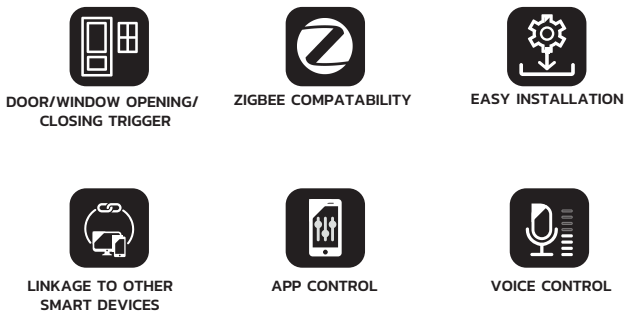 DOOR/WINDOW OPENING/
CLOSING TRIGGER
ZIGBEE COMPATABILITY
EASY INSTALLATION
LINKAGE TO OTHER
SMART DEVICES
APP CONTROL
VOICE CONTROL